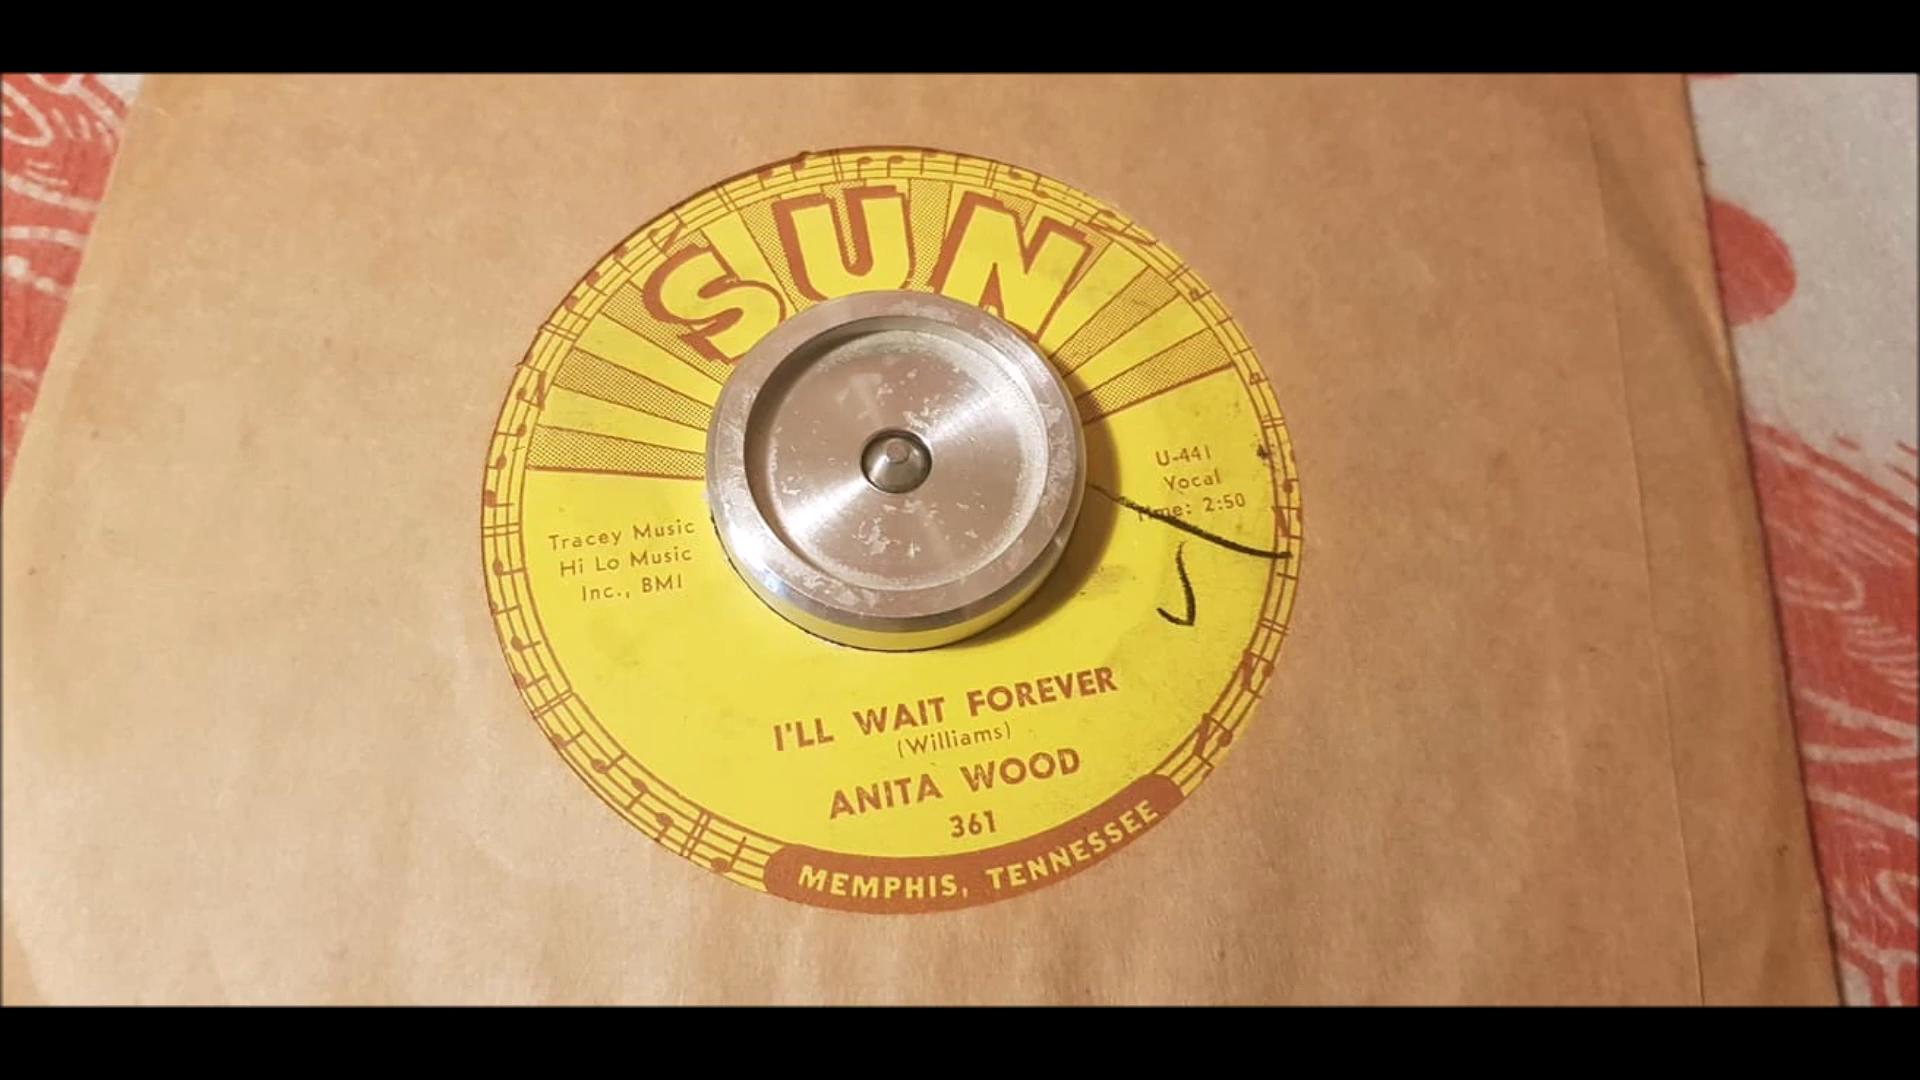 SUN
U-441
Vocal
Time: 2:50
Tracey Music
Hi Lo Music
Inc., BMI
I'LL WAIT FOREVER
(Williams)
ANITA WOOD
361
MEMPHIS, TENNESSEE